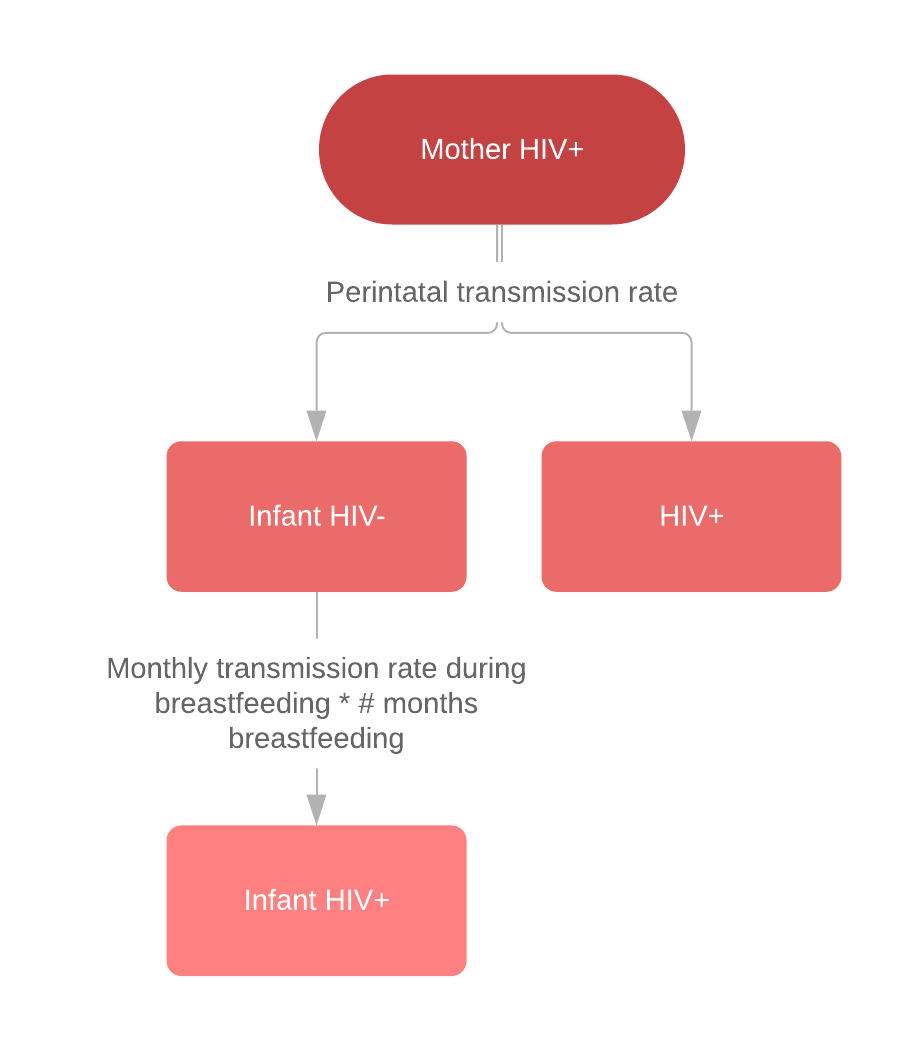 Mother HIV+
Perintatal transmission rate
Infant HIV-
HIV+
Monthly transmission rate during
breastfeeding * # months
breastfeeding
Infant HIV+